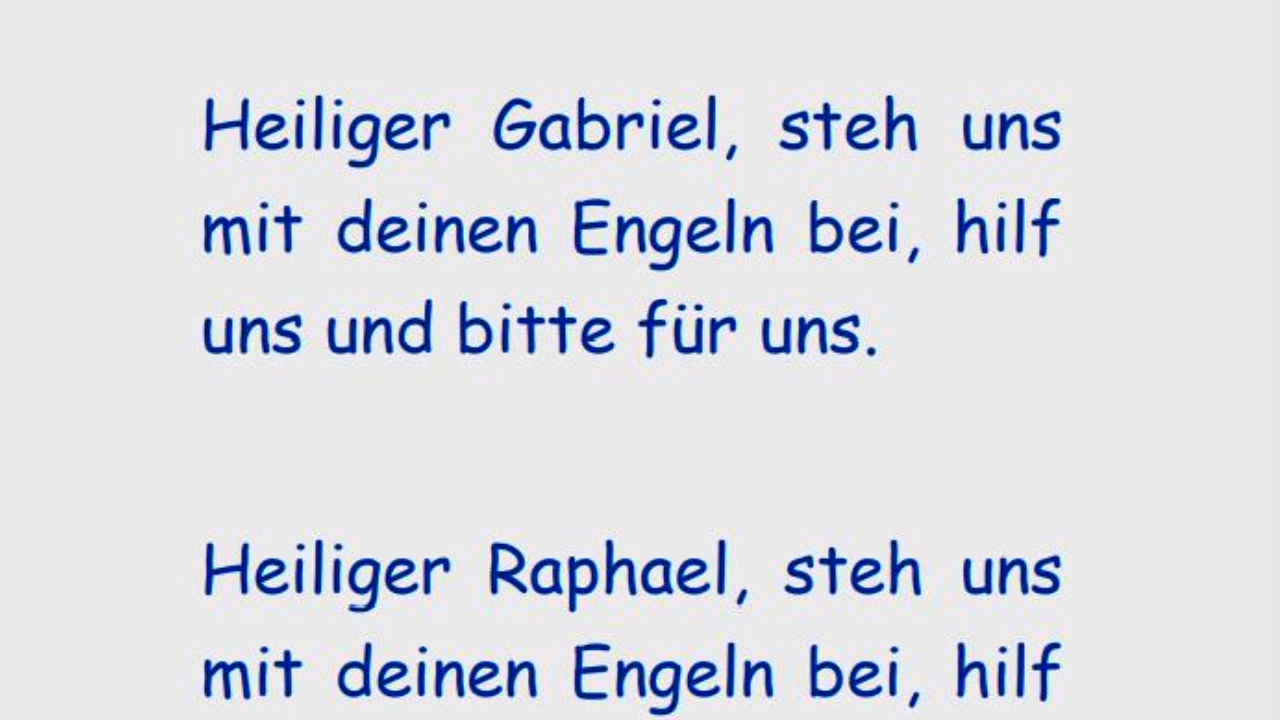 Heiliger Gabriel, steh uns
mit deinen Engeln bei, hilf
uns und bitte für uns.
Heiliger Raphael, steh uns
mit deinen Engeln bei, hilf